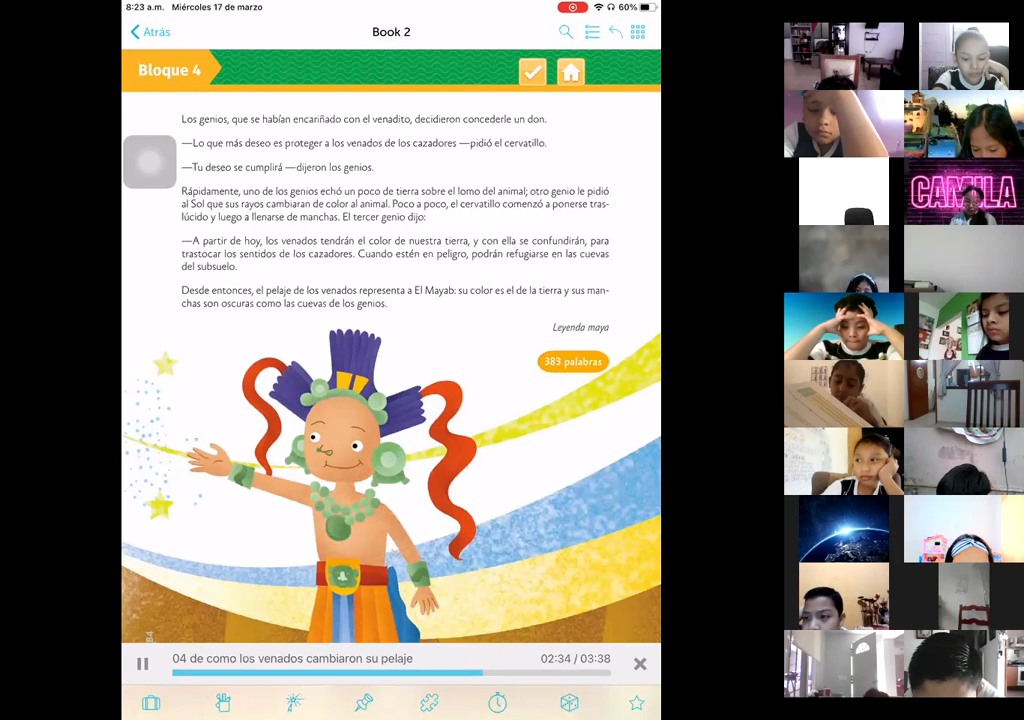 8:23 a.m. Miércoles 17 de marzo
60%
Atrás
Book 2
Bloque 4
Los genios, que se habían encariñado con el venadito, decidieron concederle un don.
—Lo que más deseo es proteger a los venados de los cazadores —pidió el cervatillo.
—Tu deseo se cumplirá —dijeron los genios.
Rápidamente, uno de los genios echó un poco de tierra sobre el lomo del animal; otro genio le pidió
al Sol que sus rayos cambiaran de color al animal. Poco a poco, el cervatillo comenzó a ponerse tras-
lúcido y luego a llenarse de manchas. El tercer genio dijo:
—A partir de hoy, los venados tendrán el color de nuestra tierra, y con ella se confundirán, para
trastocar los sentidos de los cazadores. Cuando estén en peligro, podrán refugiarse en las cuevas
del subsuelo.
Desde entonces, el pelaje de los venados representa a El Mayab: su color es el de la tierra y sus man-
chas son oscuras como las cuevas de los genios.
Leyenda maya
383 palabras
84
04 de como los venados cambiaron su pelaje
02:34 / 03:38
CAMILA